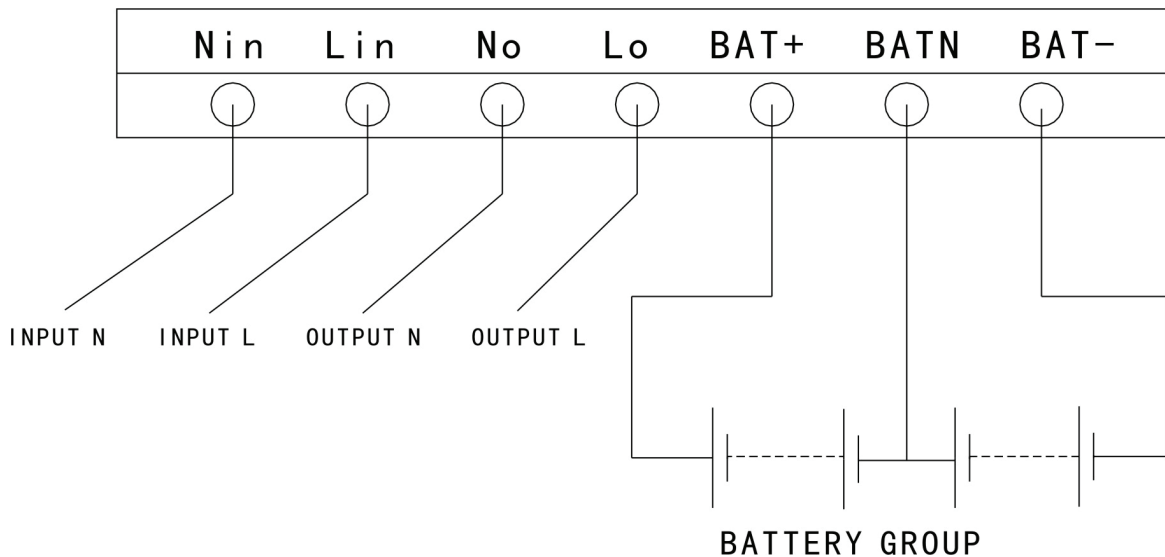 Nin Lin No Lo BAT+ BATN BAT-
INPUT N INPUT L OUTPUT N OUTPUT L
BATTERY GROUP